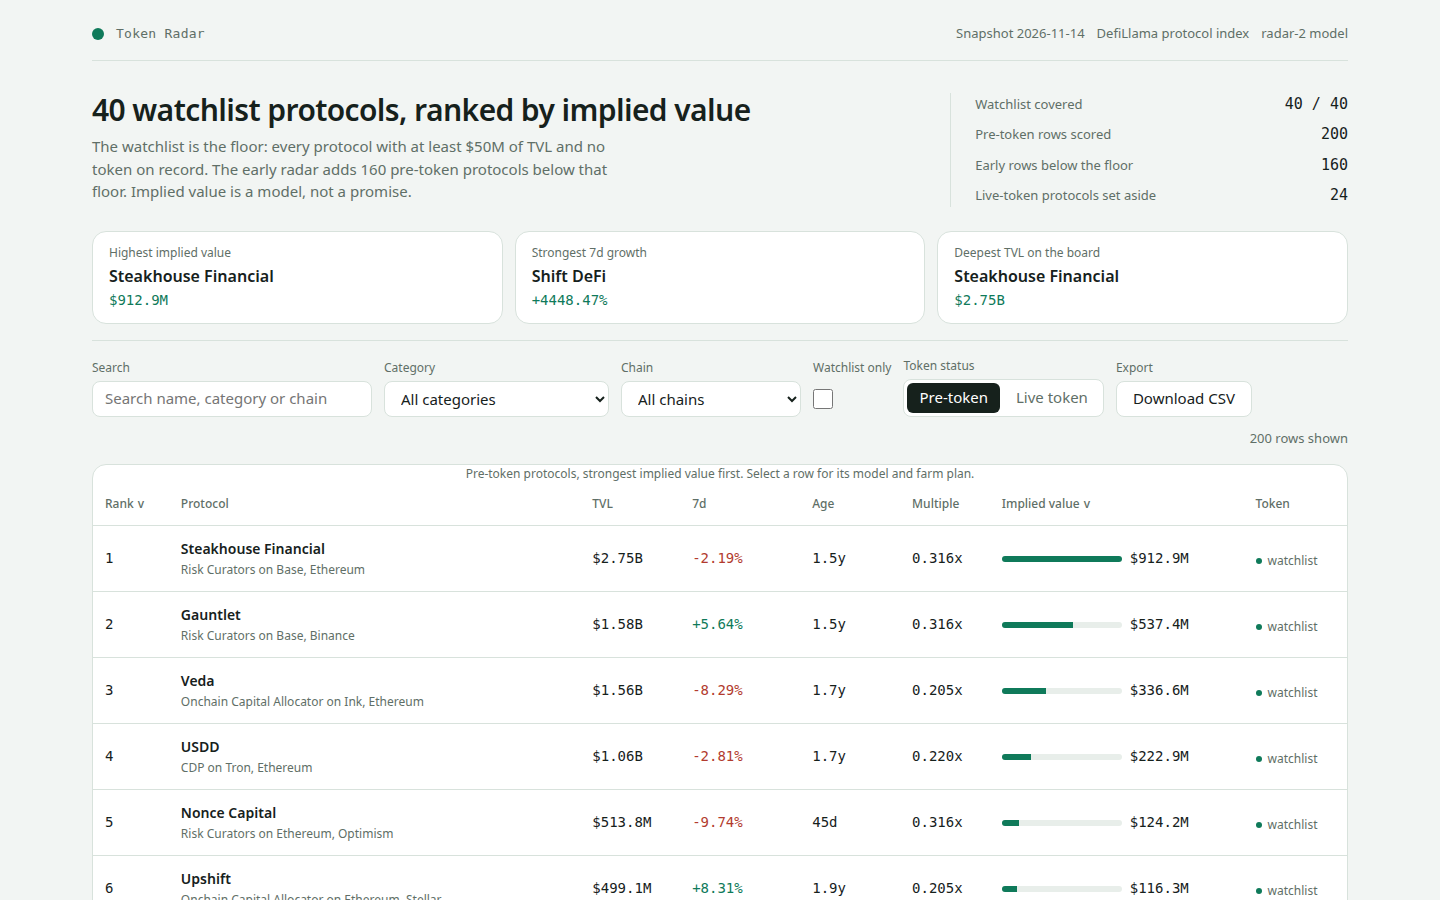 Token Radar
Snapshot 2026-11-14 DefiLlama protocol index radar-2 model
40 watchlist protocols, ranked by implied value
The watchlist is the floor: every protocol with at least $50M of TVL and no
token on record. The early radar adds 160 pre-token protocols below that
floor. Implied value is a model, not a promise.
Watchlist covered 40 / 40
Pre-token rows scored 200
Early rows below the floor 160
Live-token protocols set aside 24
Highest implied value
Steakhouse Financial
$912.9M
Strongest 7d growth
Shift DeFi
+4448.47%
Deepest TVL on the board
Steakhouse Financial
$2.75B
Search Category Chain Watchlist only Token status Export
Search name, category or chain All categories All chains Pre-token Live token Download CSV
200 rows shown
Pre-token protocols, strongest implied value first. Select a row for its model and farm plan.
Rank v Protocol TVL 7d Age Multiple Implied value v Token
1 Steakhouse Financial $2.75B -2.19% 1.5y 0.316x $912.9M watchlist
Risk Curators on Base, Ethereum
2 Gauntlet $1.58B +5.64% 1.5y 0.316x $537.4M watchlist
Risk Curators on Base, Binance
3 Veda $1.56B -8.29% 1.7y 0.205x $336.6M watchlist
Onchain Capital Allocator on Ink, Ethereum
4 USDD $1.06B -2.81% 1.7y 0.220x $222.9M watchlist
CDP on Tron, Ethereum
5 Nonce Capital $513.8M -9.74% 45d 0.316x $124.2M watchlist
Risk Curators on Ethereum, Optimism
6 Upshift $499.1M +8.31% 1.9y 0.205x $116.3M watchlist
Onchain Capital Allocator on Ethereum, Stellar